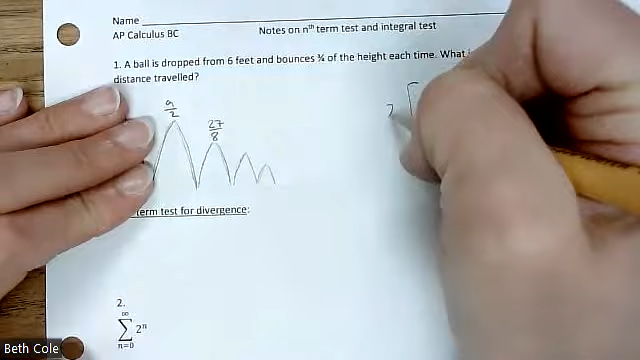 Name
AP Calculus BC Notes on nth term test and integral test
1. A ball is dropped from 6 feet and bounces ¾ of the height each time. What
distance travelled?
9/2
27/8
term test for divergence:
2.
∞
∑ 2ⁿ
n=0
Beth Cole